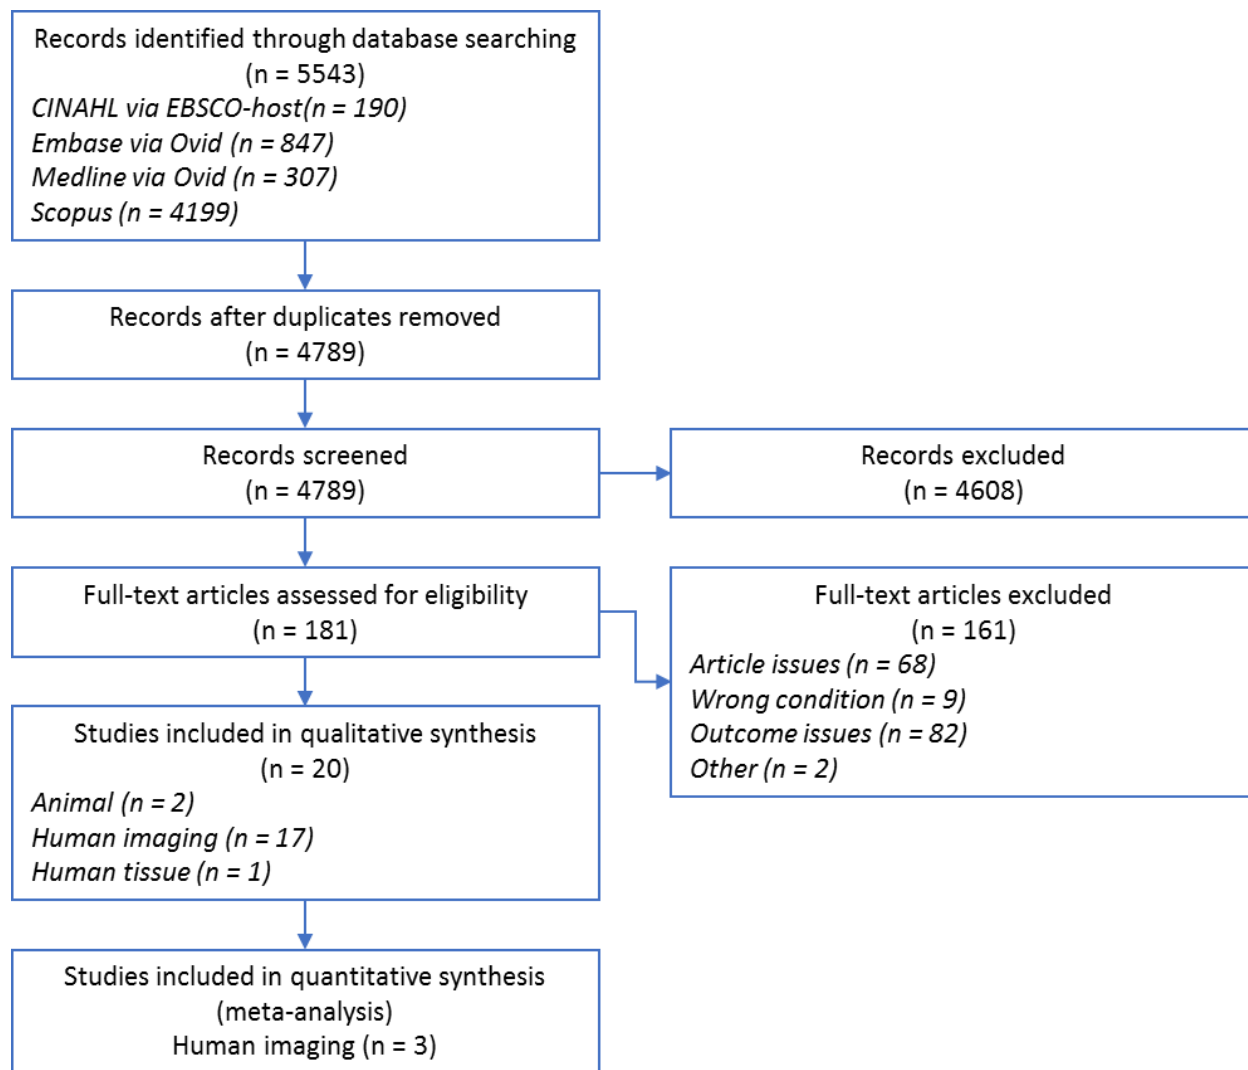 Records identified through database searching
(n = 5543)
CINAHL via EBSCO-host(n = 190)
Embase via Ovid (n = 847)
Medline via Ovid (n = 307)
Scopus (n = 4199)
Records after duplicates removed
(n = 4789)
Records screened
(n = 4789)
Records excluded
(n = 4608)
Full-text articles assessed for eligibility
(n = 181)
Full-text articles excluded
(n = 161)
Article issues (n = 68)
Wrong condition (n = 9)
Outcome issues (n = 82)
Other (n = 2)
Studies included in qualitative synthesis
(n = 20)
Animal (n = 2)
Human imaging (n = 17)
Human tissue (n = 1)
Studies included in quantitative synthesis
(meta-analysis)
Human imaging (n = 3)